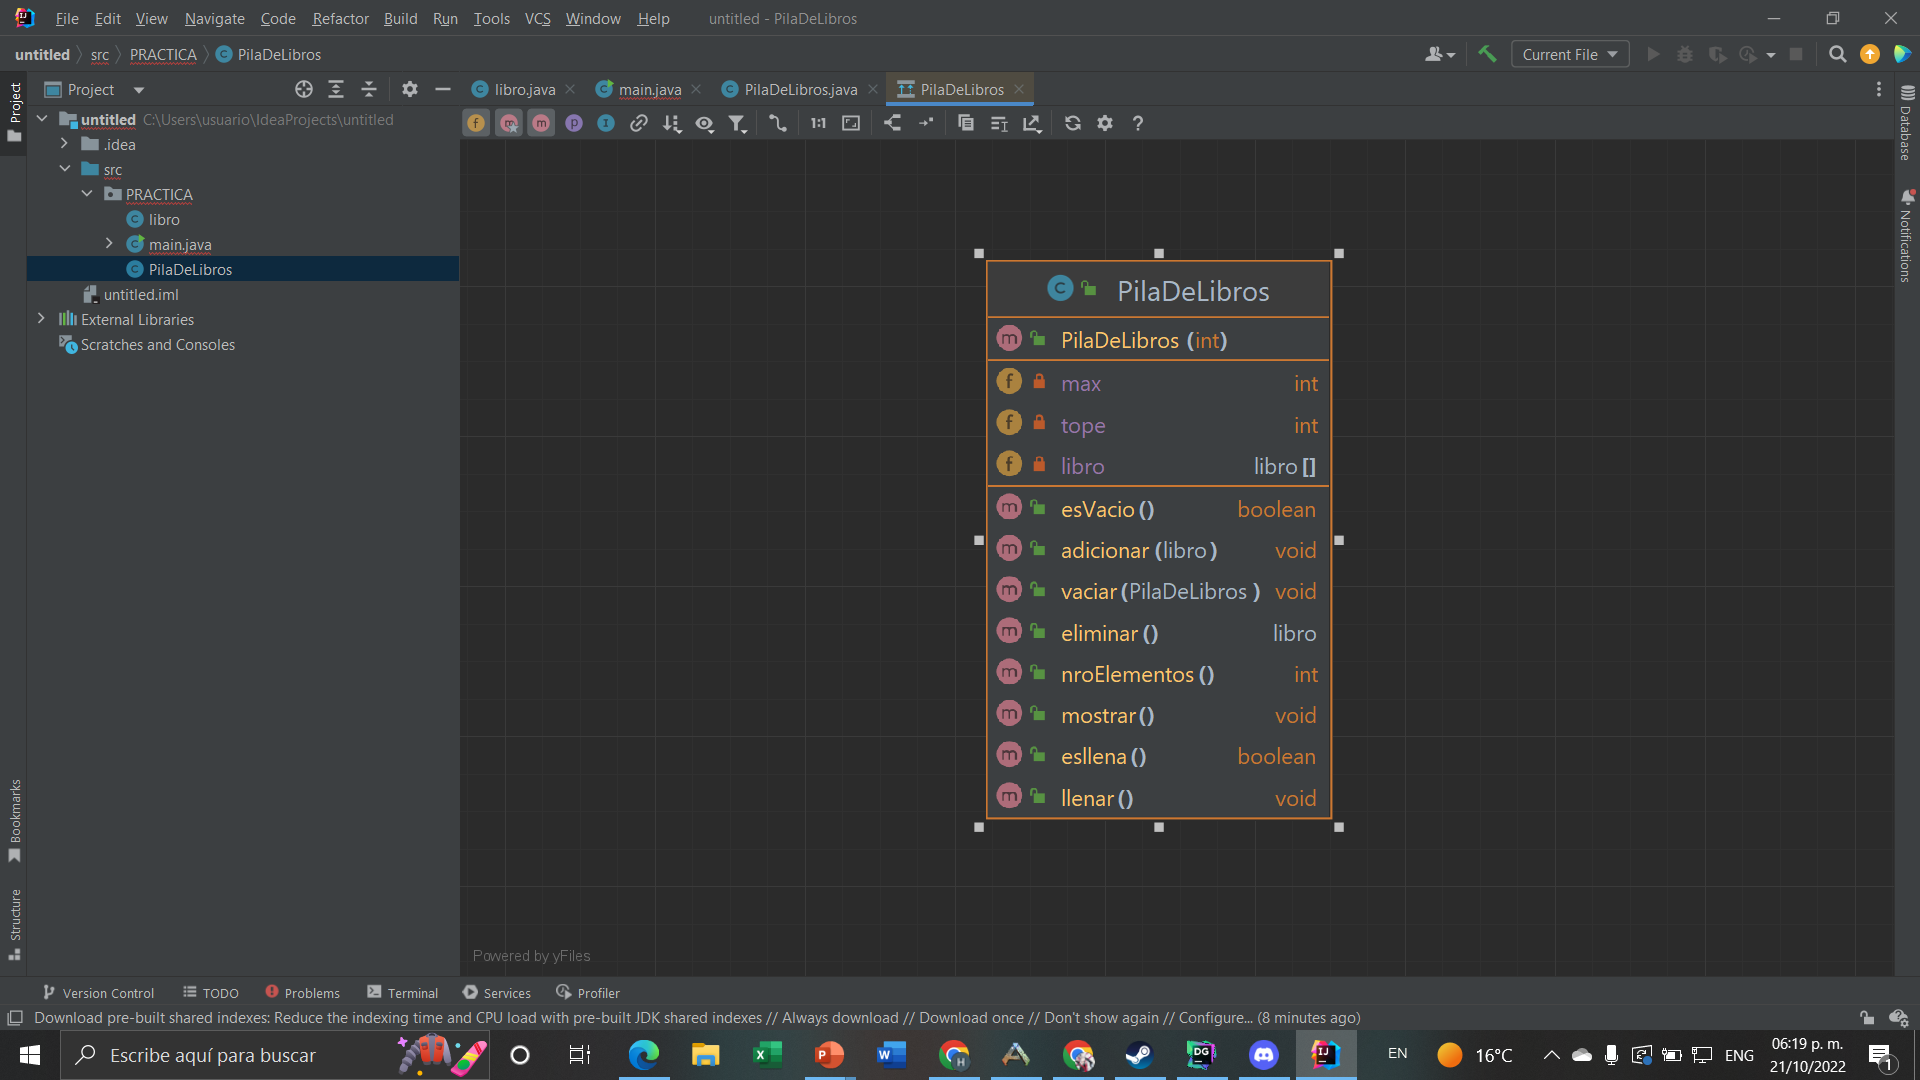 File Edit View Navigate Code Refactor Build Run Tools VCS Window Help untitled - PilaDeLibros
untitled src PRACTICA PilaDeLibros Current File
Project libro.java main.java PilaDeLibros.java PilaDeLibros
Project
untitled C:\Users\usuario\IdeaProjects\untitled
.idea
src
PRACTICA
libro
main.java
PilaDeLibros
untitled.iml
External Libraries
Scratches and Consoles
1:1
PilaDeLibros
PilaDeLibros (int)
max int
tope int
libro libro[]
esVacio() boolean
adicionar(libro) void
vaciar(PilaDeLibros) void
eliminar() libro
nroElementos() int
mostrar() void
esllena() boolean
llenar() void
Powered by yFiles
Database
Notifications
Bookmarks
Structure
Version Control TODO Problems Terminal Services Profiler
Download pre-built shared indexes: Reduce the indexing time and CPU load with pre-built JDK shared indexes // Always download // Download once // Don't show again // Configure... (8 minutes ago)
Escribe aquí para buscar EN 16°C ENG 06:19 p. m.
21/10/2022 1